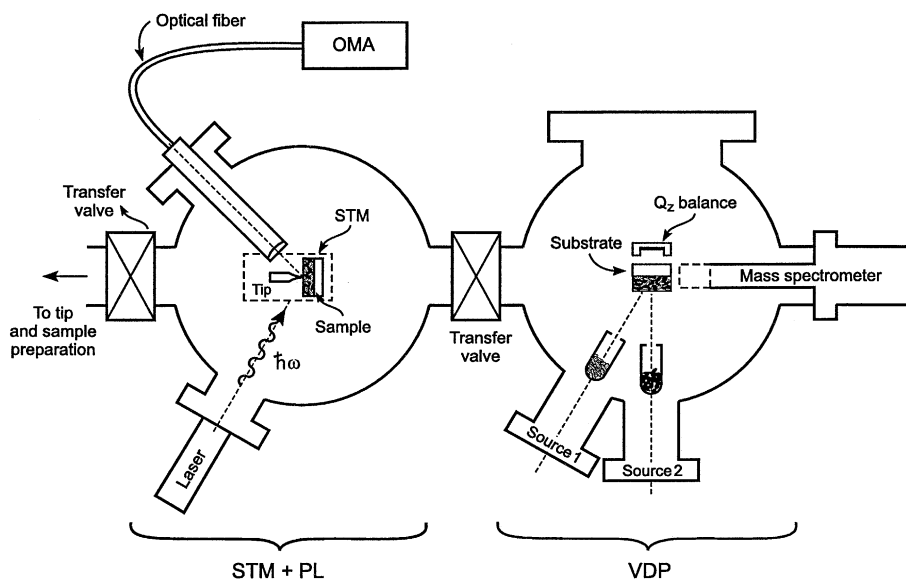 Optical fiber
OMA
Transfer
valve
STM
Q_z balance
Substrate
Mass spectrometer
Tip
Sample
To tip
and sample
preparation
Transfer
valve
ħω
Laser
Source 1
Source 2
STM + PL
VDP